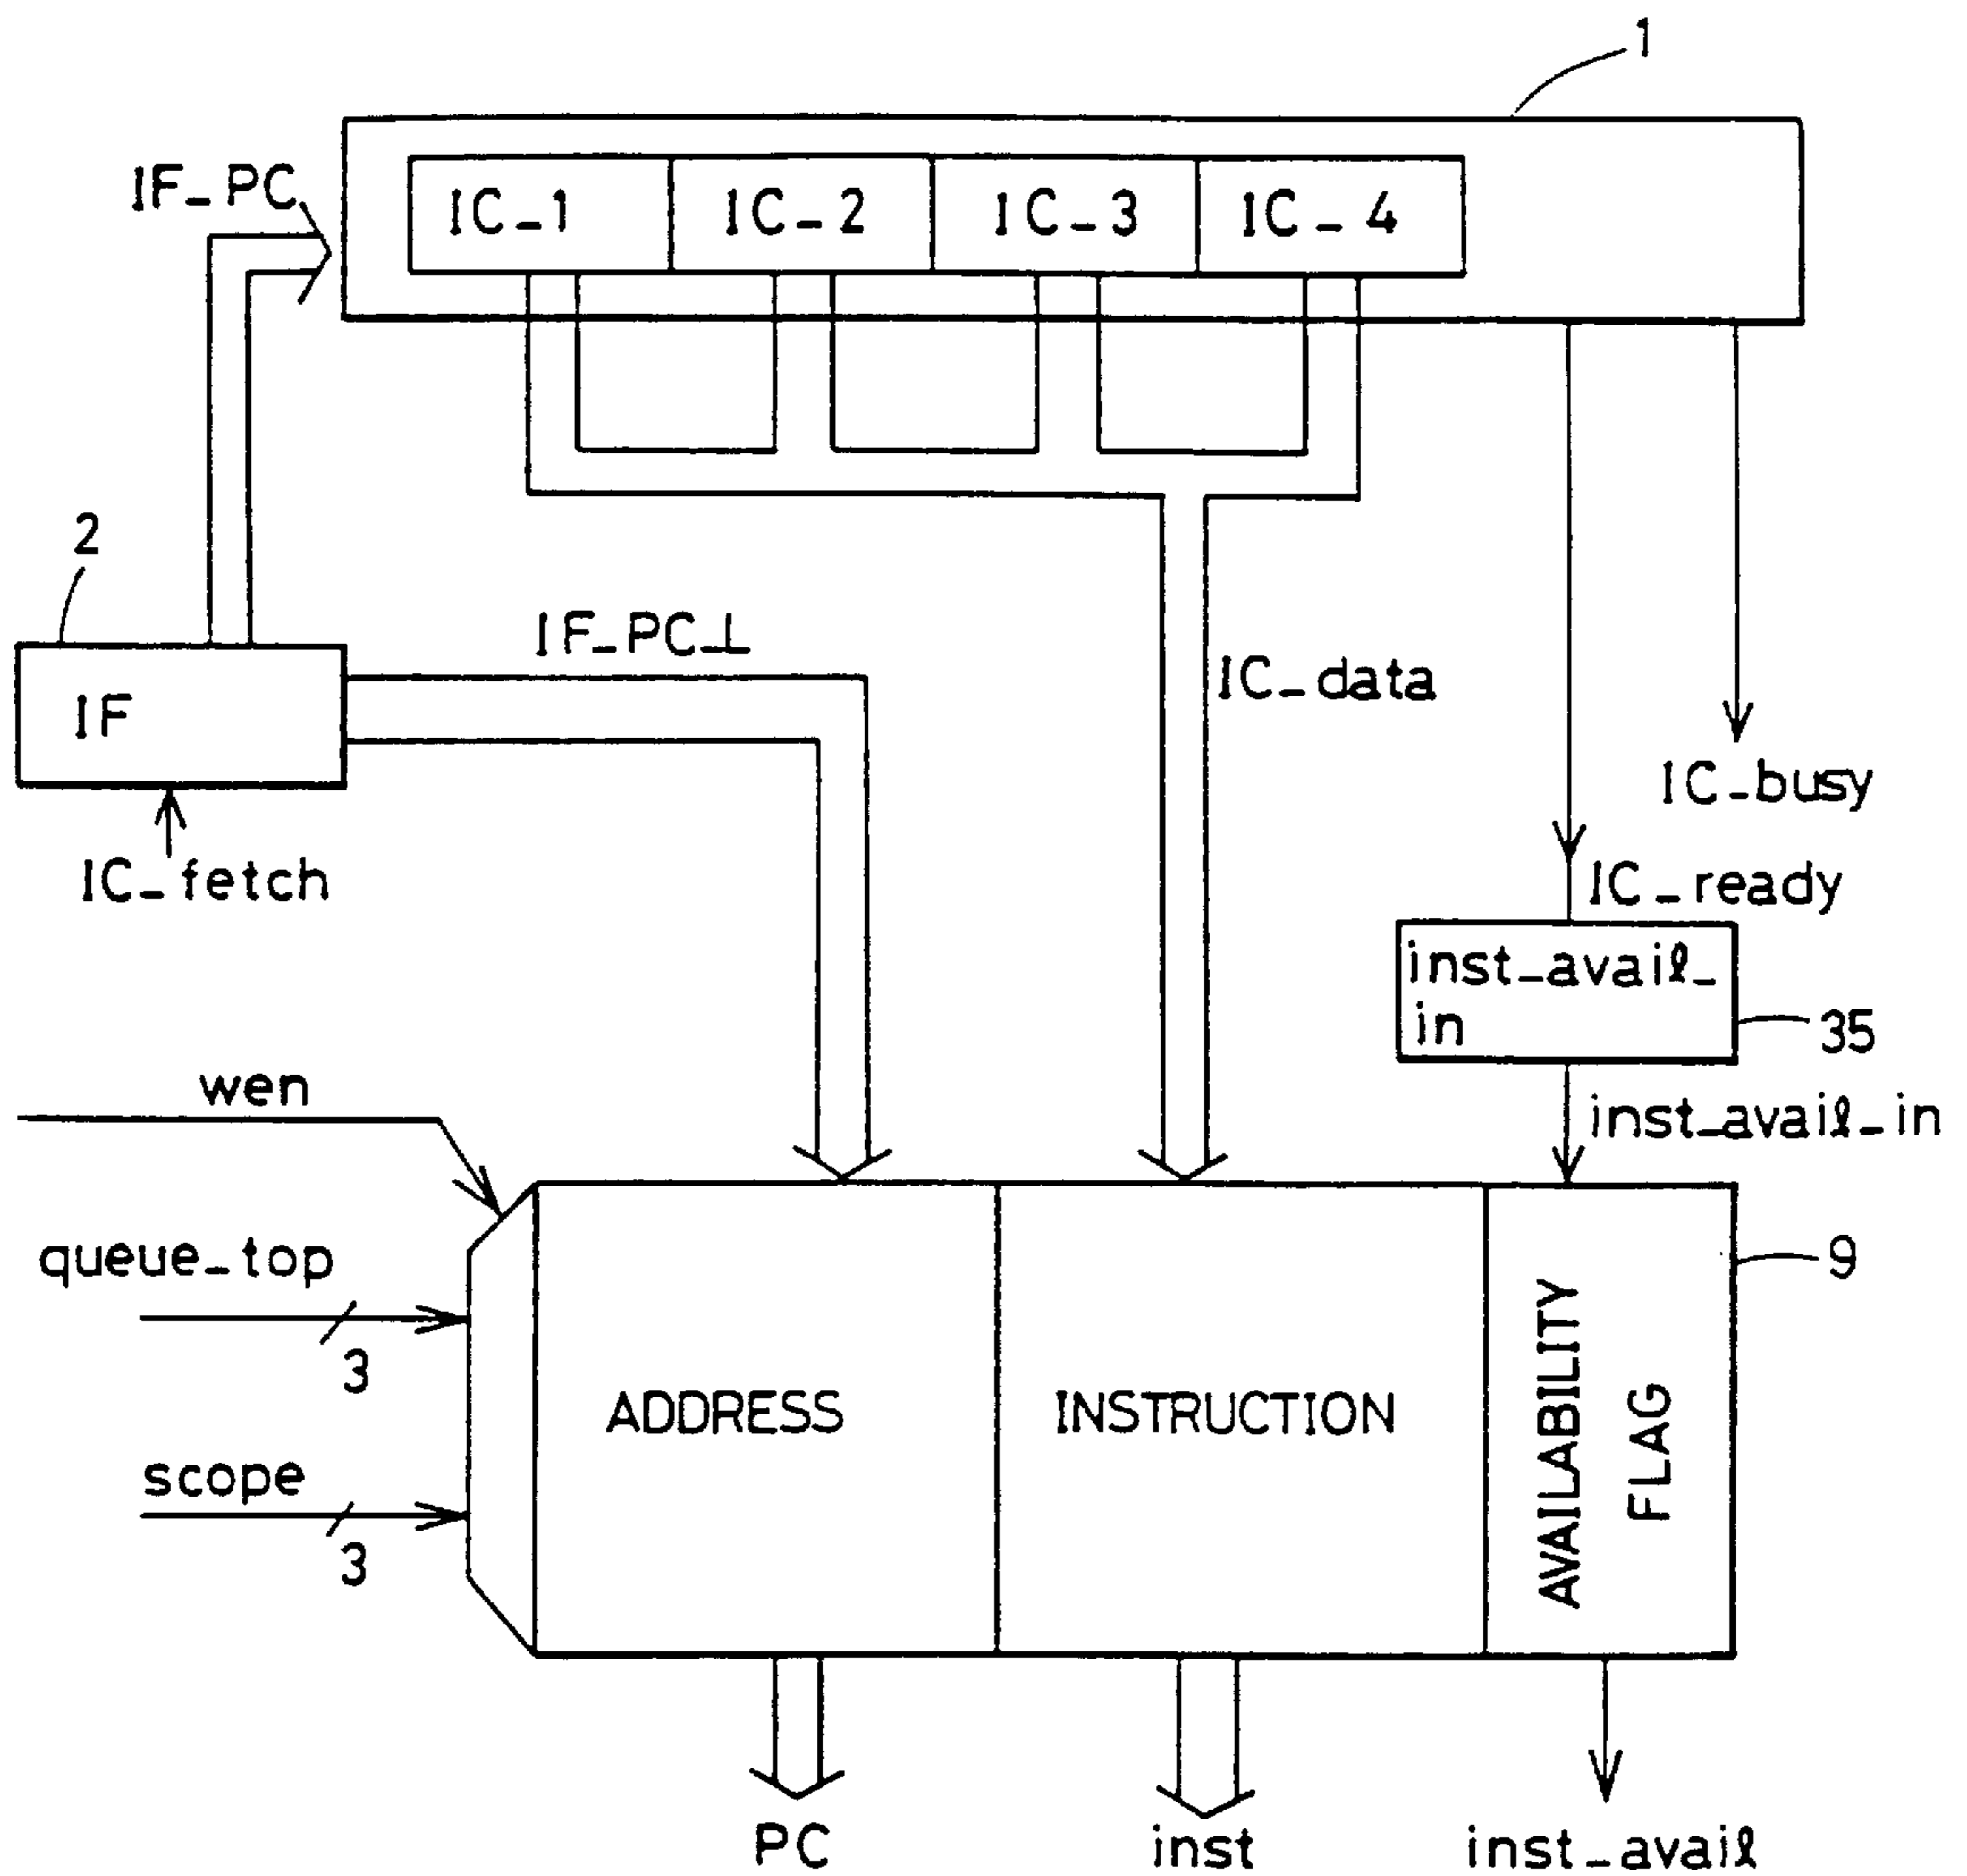 1
IF_PC
IC_1 IC_2 IC_3 IC_4
2
IF_PC_L
IF
IC_data
IC_busy
IC_fetch
IC_ready
inst_avail_
in
35
wen
inst_avail_in
queue_top
9
3
ADDRESS
INSTRUCTION
AVAILABILITY
FLAG
scope
3
PC
inst
inst_avail